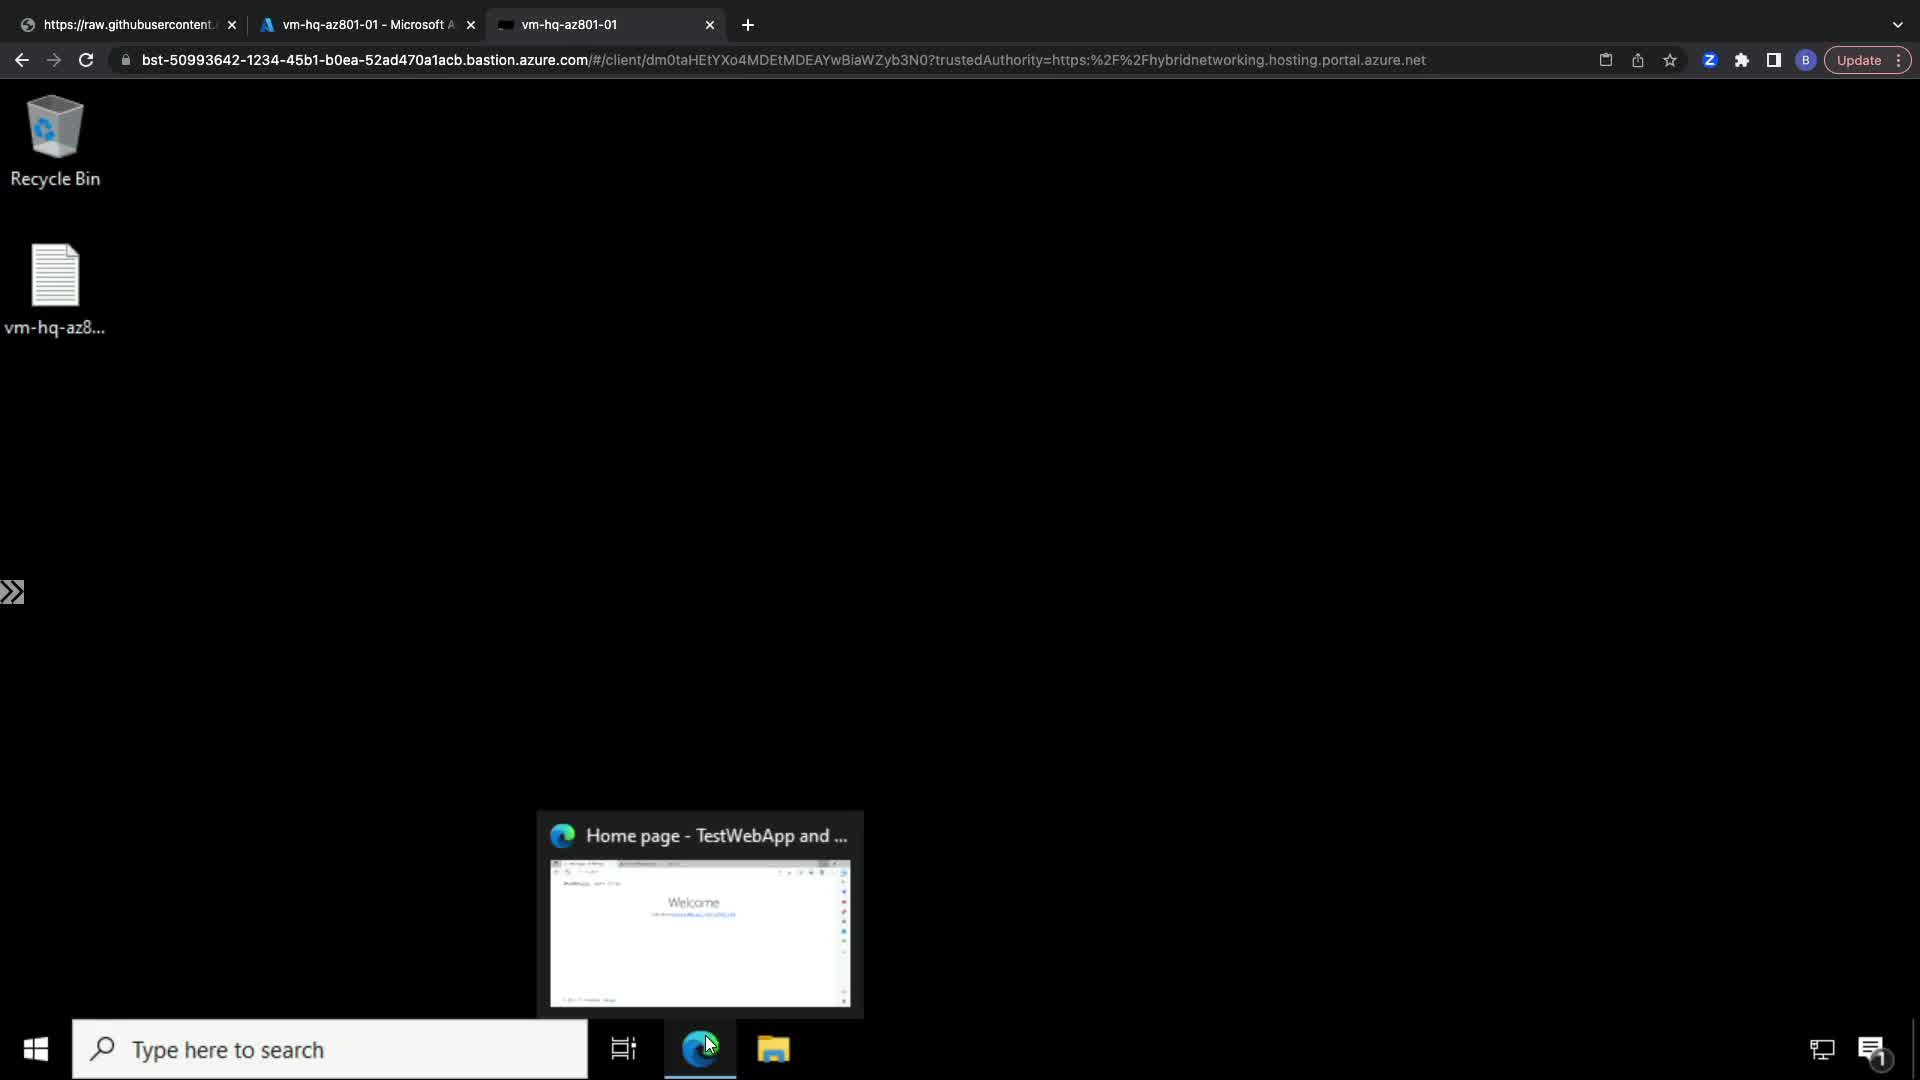 https://raw.githubusercontent.
vm-hq-az801-01 - Microsoft A
vm-hq-az801-01
bst-50993642-1234-45b1-b0ea-52ad470a1acb.bastion.azure.com/#/client/dm0taHEtYXo4MDEtMDEAYwBiaWZyb3N0?trustedAuthority=https:%2F%2Fhybridnetworking.hosting.portal.azure.net
Z
B
Update
Recycle Bin
vm-hq-az8...
Home page - TestWebApp and ...
Welcome
Type here to search
1